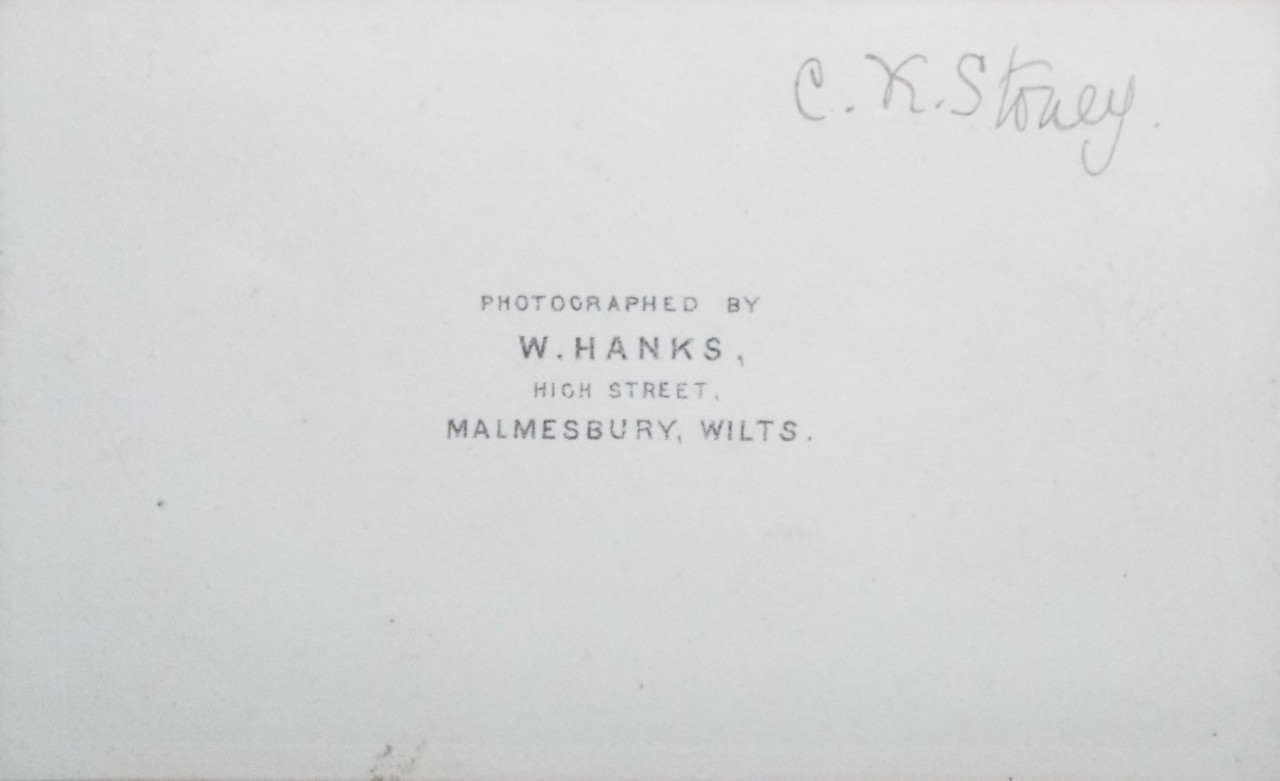 C. K. Stoney.
PHOTOGRAPHED BY
W. HANKS,
HIGH STREET,
MALMESBURY, WILTS.